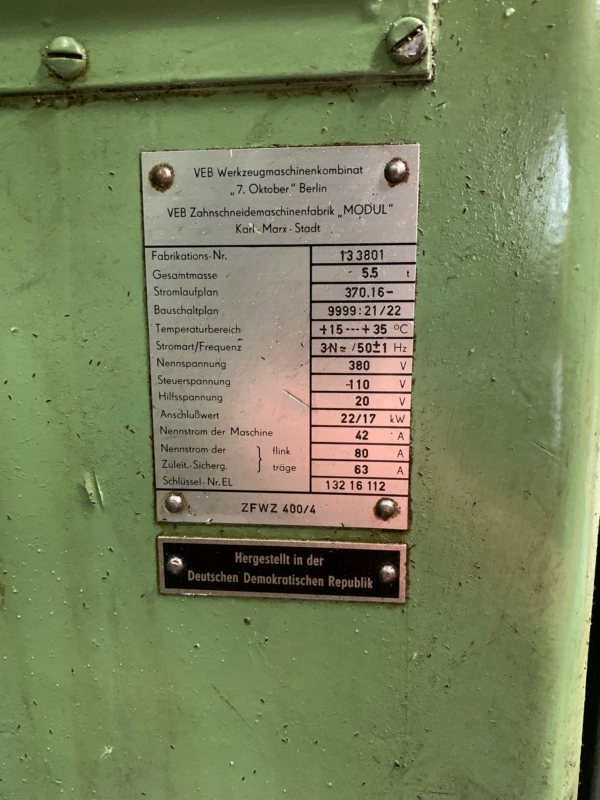 VEB Werkzeugmaschinenkombinat
„7. Oktober" Berlin
VEB Zahnschneidemaschinenfabrik „MODUL"
Karl-Marx-Stadt
Fabrikations-Nr. 133801
Gesamtmasse 5.5 t
Stromlaufplan 370.16-
Bauschaltplan 9999:21/22
Temperaturbereich +15---+35 °C
Stromart/Frequenz 3N≈/50±1 Hz
Nennspannung 380 V
Steuerspannung -110 V
Hilfsspannung 20 V
Anschlußwert 22/17 kW
Nennstrom der Maschine 42 A
Nennstrom der } flink 80 A
Zuleit.-Sicherg. träge 63 A
Schlüssel-Nr. EL 132 16 112
ZFWZ 400/4
Hergestellt in der
Deutschen Demokratischen Republik